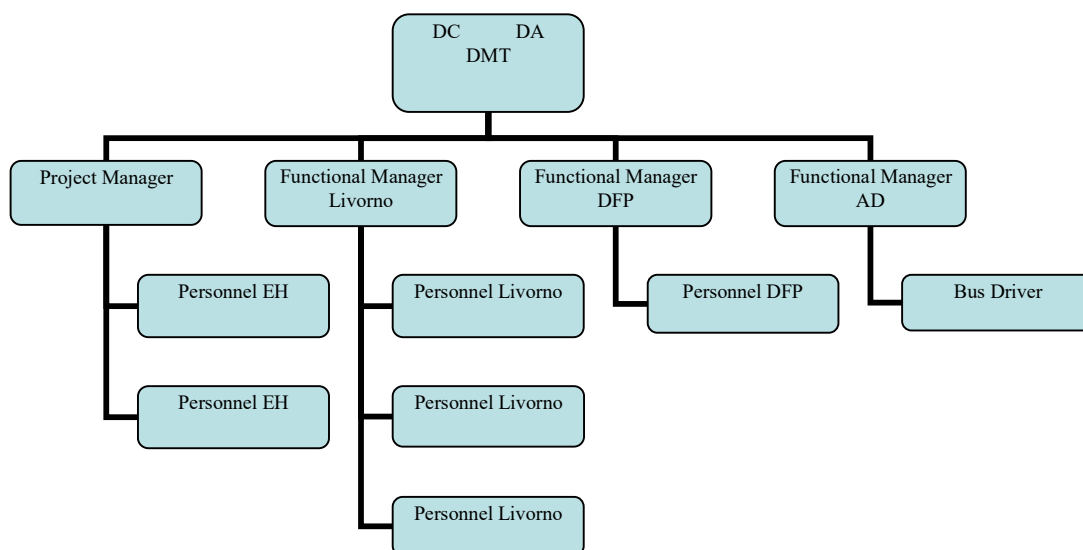 DC DA
DMT
Project Manager
Functional Manager
Livorno
Functional Manager
DFP
Functional Manager
AD
Personnel EH
Personnel Livorno
Personnel DFP
Bus Driver
Personnel EH
Personnel Livorno
Personnel Livorno